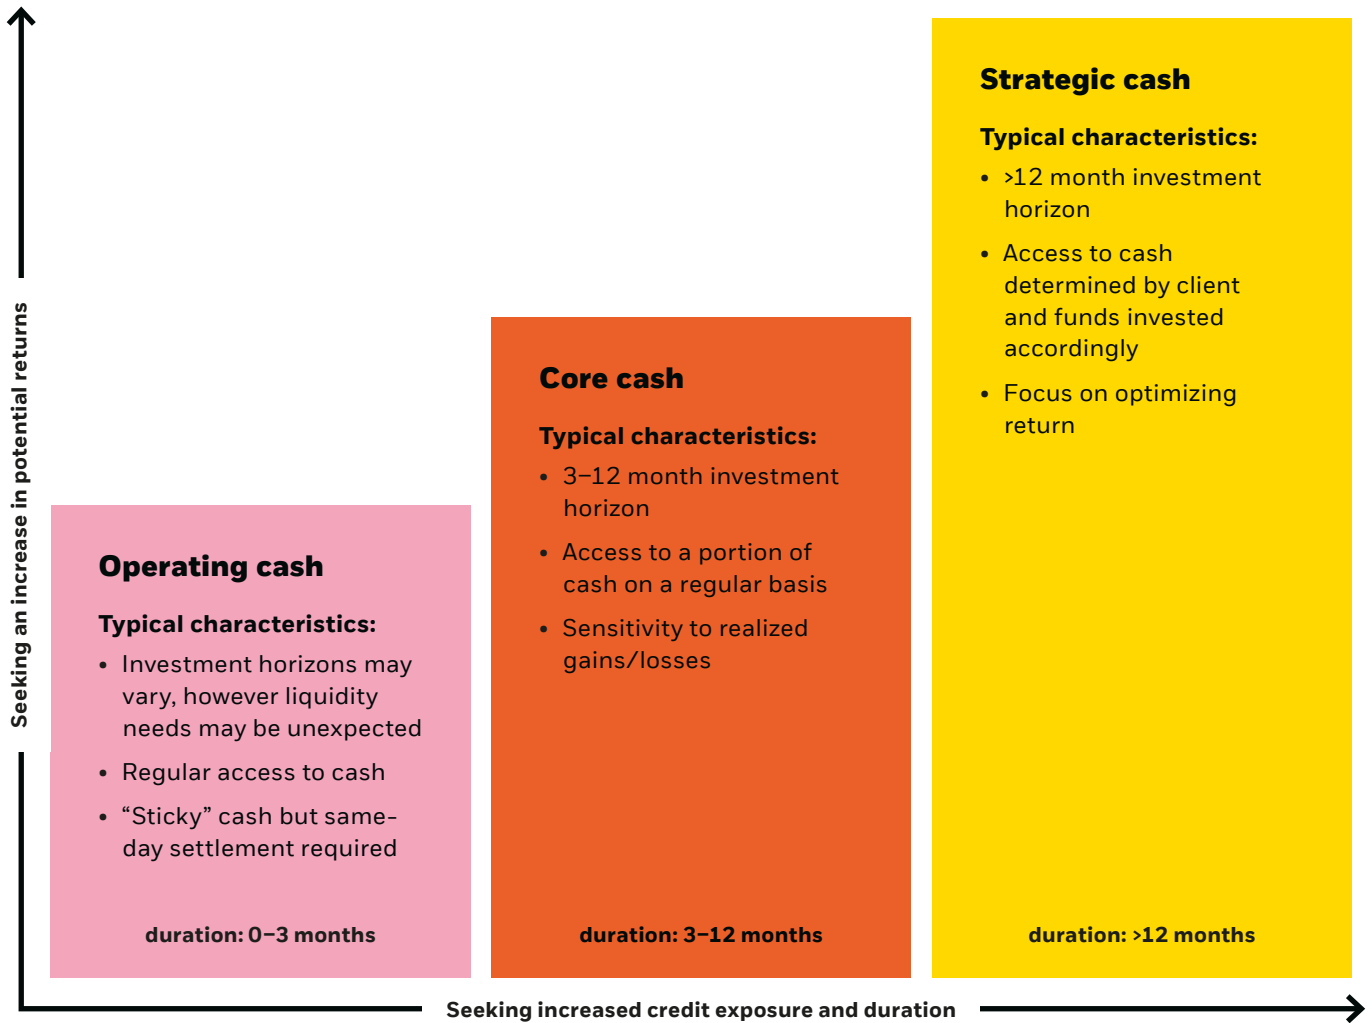 Seeking an increase in potential returns
Operating cash
Typical characteristics:
• Investment horizons may
vary, however liquidity
needs may be unexpected
• Regular access to cash
• “Sticky” cash but same-
day settlement required
duration: 0–3 months
Core cash
Typical characteristics:
• 3–12 month investment
horizon
• Access to a portion of
cash on a regular basis
• Sensitivity to realized
gains/losses
duration: 3–12 months
Strategic cash
Typical characteristics:
• >12 month investment
horizon
• Access to cash
determined by client
and funds invested
accordingly
• Focus on optimizing
return
duration: >12 months
Seeking increased credit exposure and duration